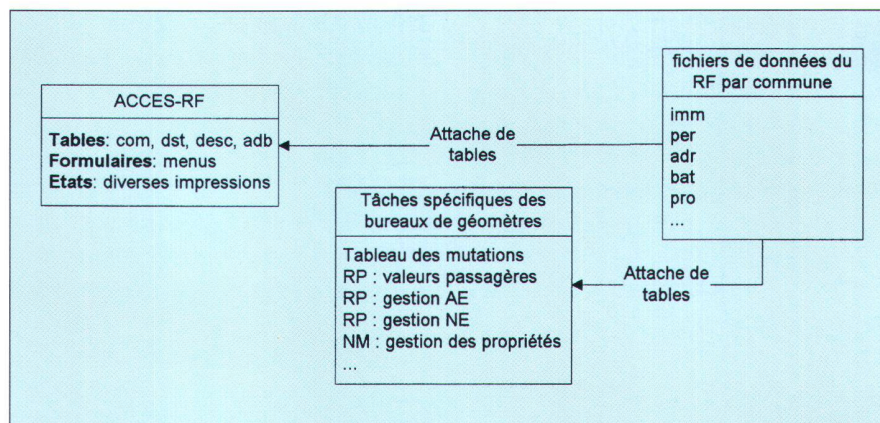 fichiers de données du
RF par commune
imm
per
adr
bat
pro
...
ACCES-RF
Tables: com, dst, desc, adb
Formulaires: menus
Etats: diverses impressions
Attache de
tables
Tâches spécifiques des
bureaux de géomètres
Tableau des mutations
RP : valeurs passagères
RP : gestion AE
RP : gestion NE
NM : gestion des propriétés
...
Attache de
tables